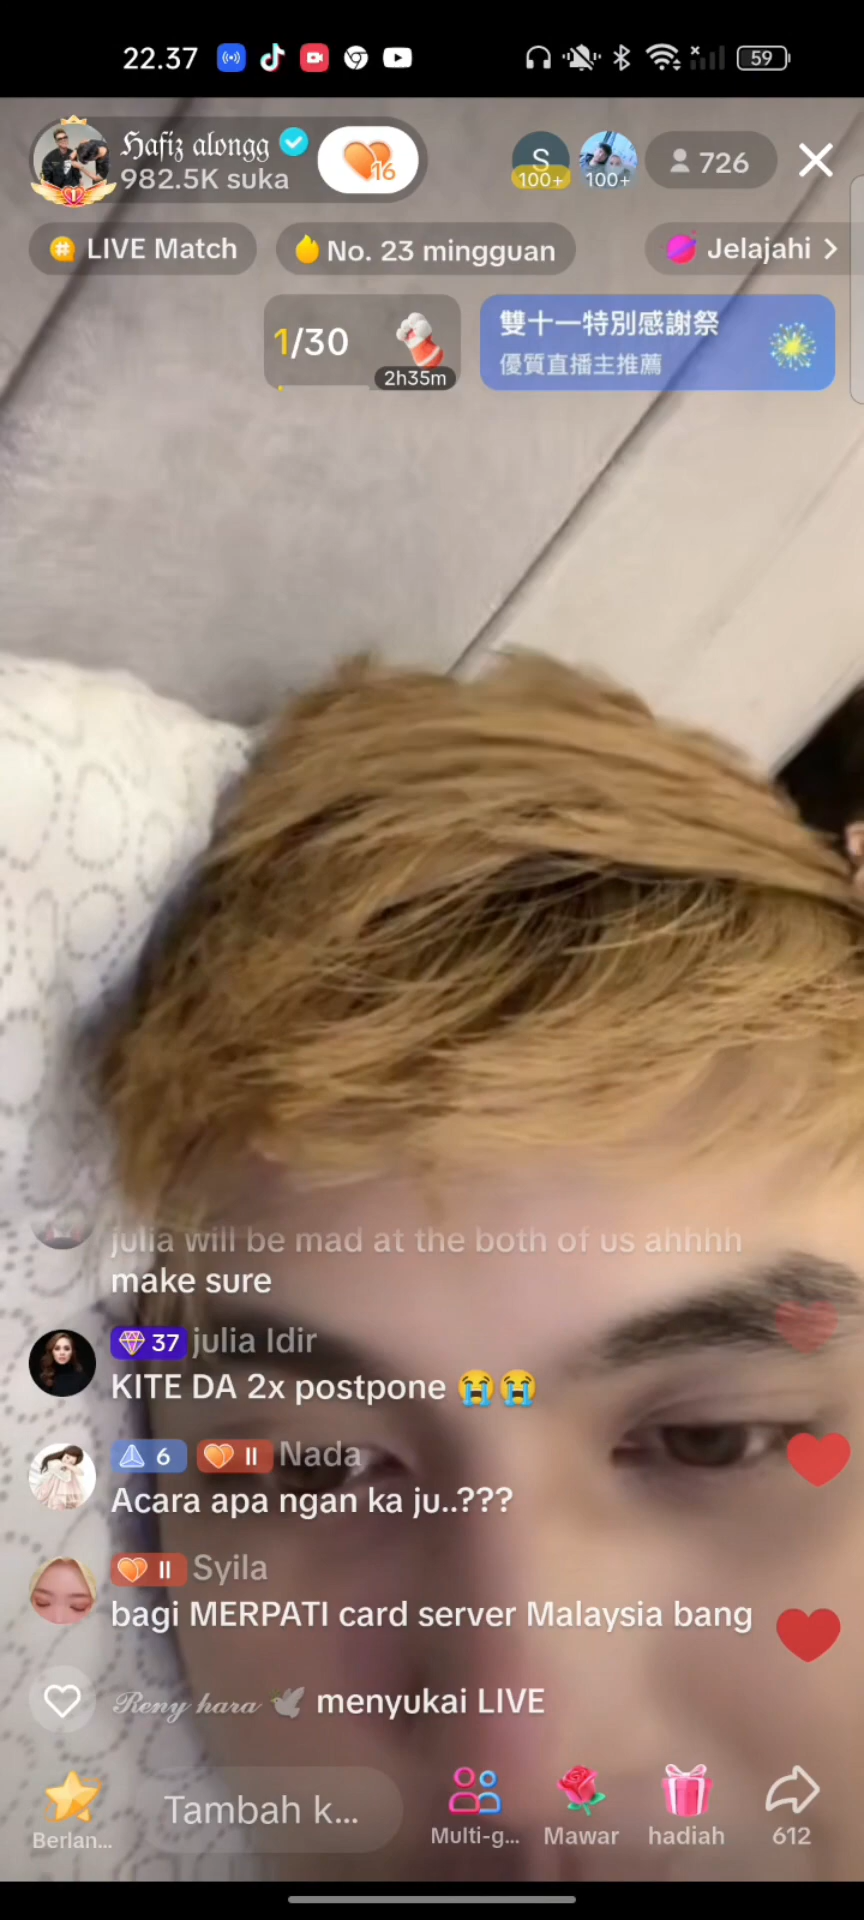 22.37
59
Hafiz alongg
982.5K suka
16
S
100+
100+
726
LIVE Match
No. 23 mingguan
Jelajahi >
1/30
2h35m
雙十一特別感謝祭
優質直播主推薦
julia will be mad at the both of us ahhhh
make sure
37 julia Idir
KITE DA 2x postpone 😭😭
6 II Nada
Acara apa ngan ka ju..???
II Syila
bagi MERPATI card server Malaysia bang
Reny hara 🕊 menyukai LIVE
Berlan...
Tambah k...
Multi-g...
Mawar
hadiah
612